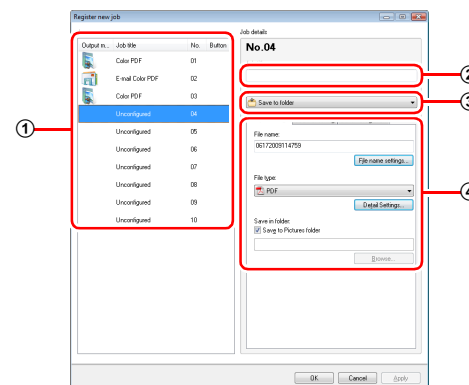 Register new job
Output m... Job title No. Button
Color PDF 01
E-mail Color PDF 02
Color PDF 03
Unconfigured 04
Unconfigured 05
Unconfigured 06
Unconfigured 07
Unconfigured 08
Unconfigured 09
Unconfigured 10
Job details
No.04
Save to folder
File name:
06172009114759
File name settings...
File type:
PDF
Detail Settings...
Save in folder:
Save to Pictures folder
Browse...
OK Cancel Apply
1
2
3
4